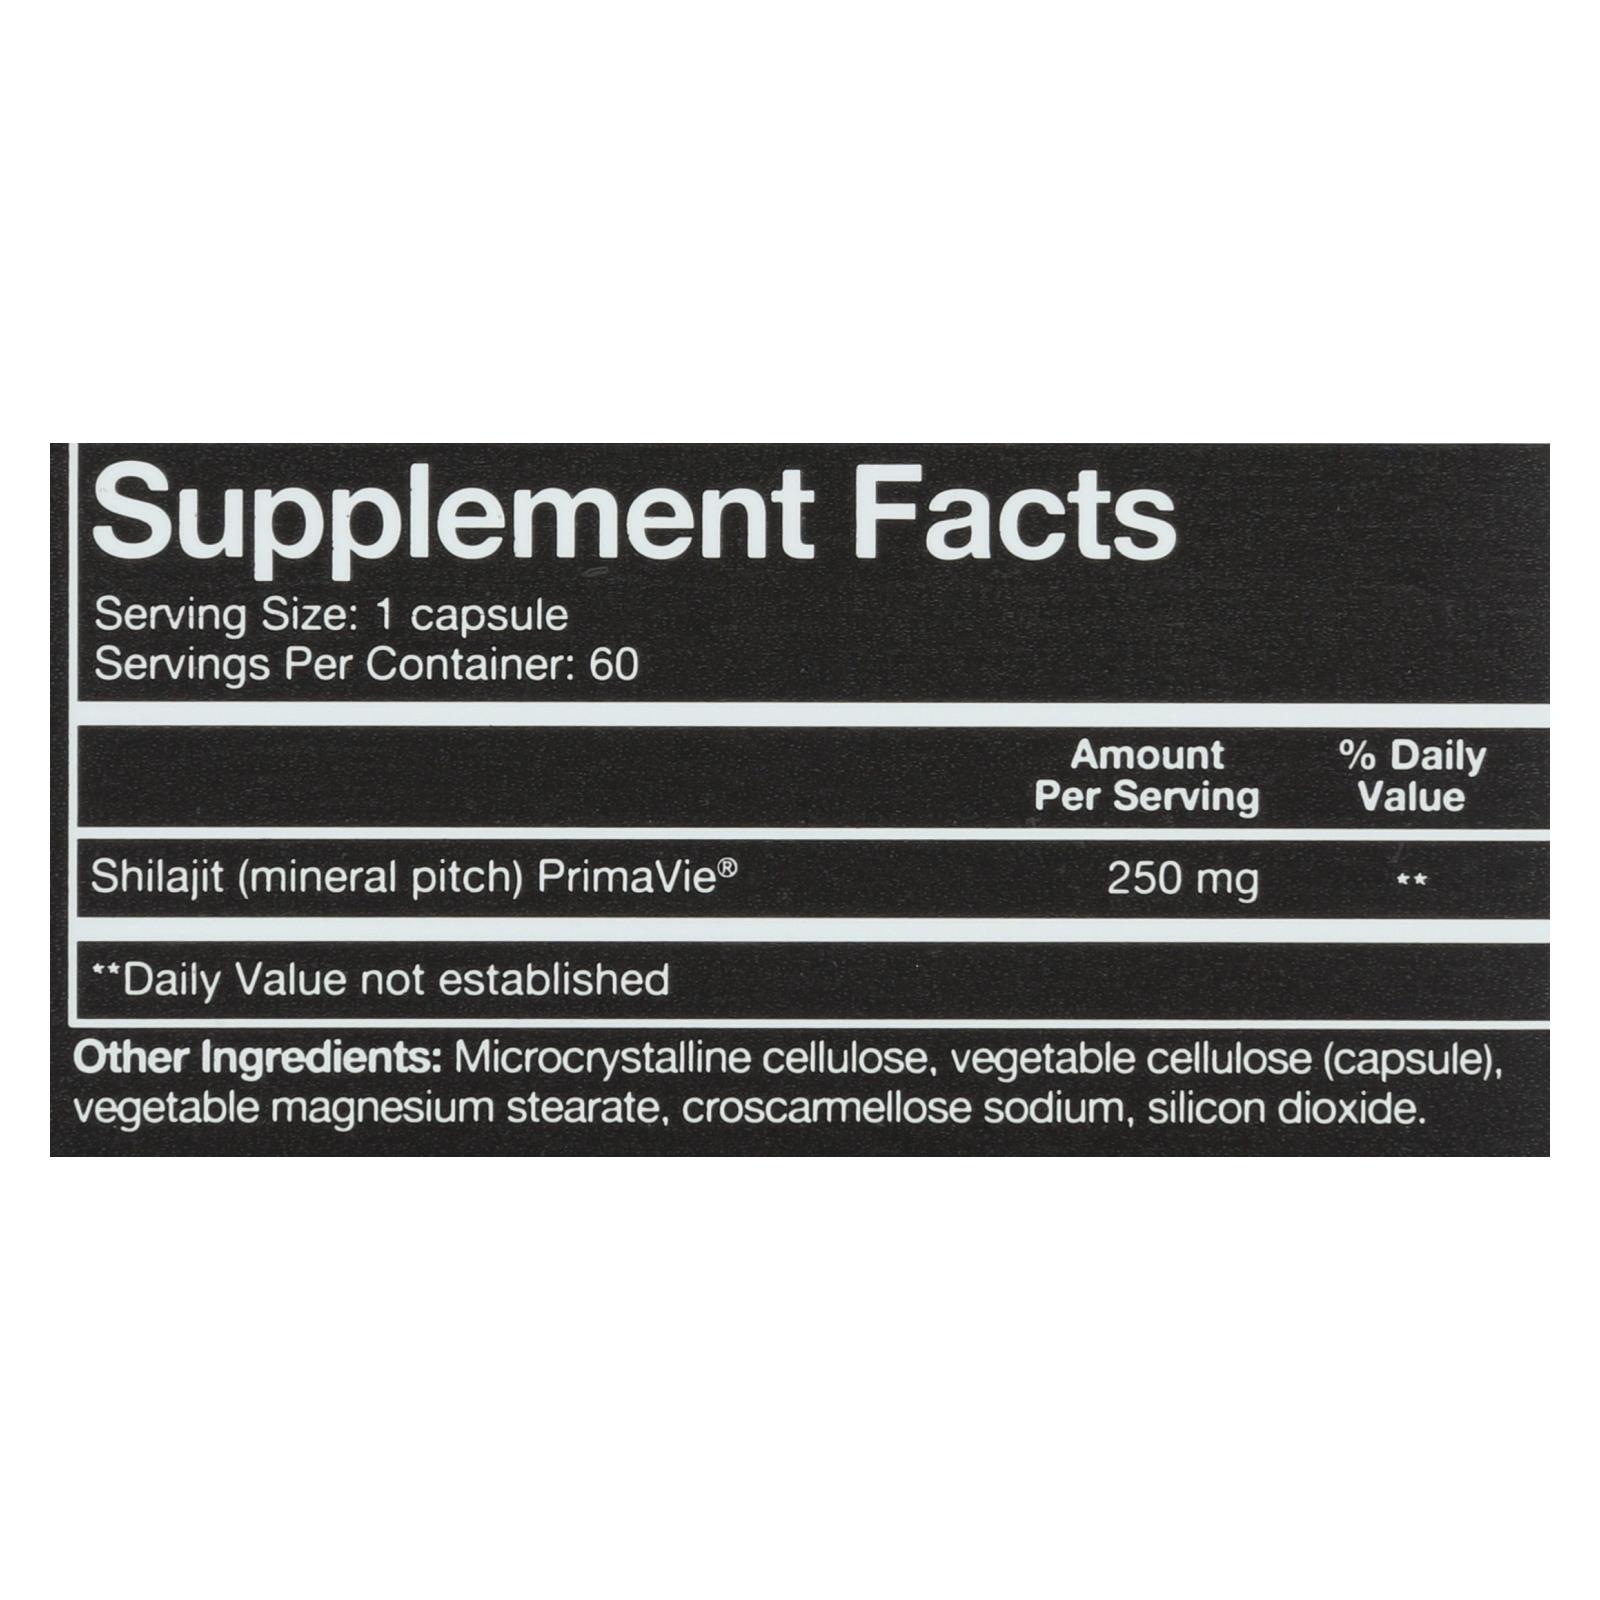 Supplement Facts
Serving Size: 1 capsule
Servings Per Container: 60
Amount Per Serving
% Daily Value
Shilajit (mineral pitch) PrimaVie® 250 mg **
**Daily Value not established
Other Ingredients: Microcrystalline cellulose, vegetable cellulose (capsule),
vegetable magnesium stearate, croscarmellose sodium, silicon dioxide.